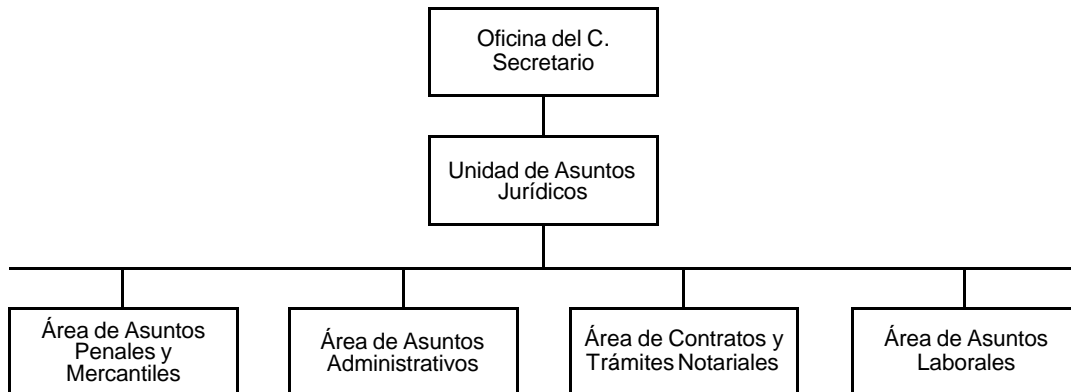 Oficina del C.
Secretario
Unidad de Asuntos
Jurídicos
Área de Asuntos
Penales y
Mercantiles
Área de Asuntos
Administrativos
Área de Contratos y
Trámites Notariales
Área de Asuntos
Laborales